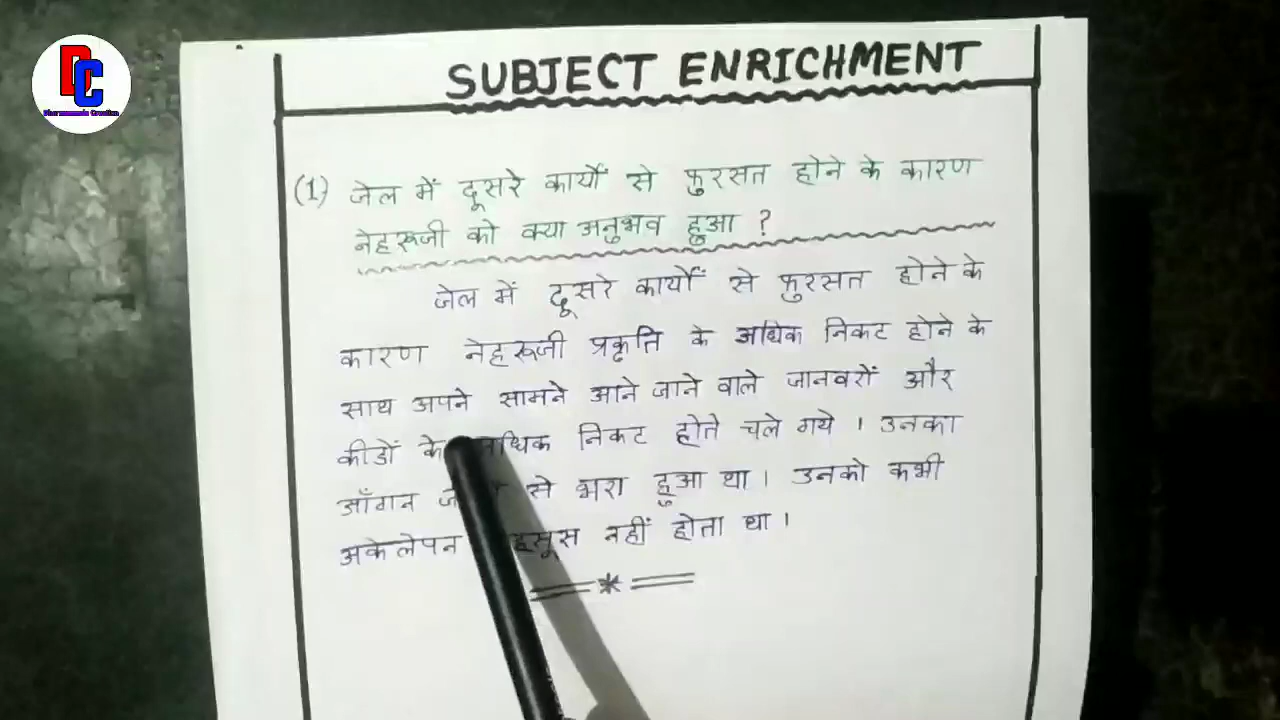 DC
SUBJECT ENRICHMENT
(1) जेल में दूसरे कार्यों से फुरसत होने के कारण
नेहरूजी को क्या अनुभव हुआ ?
जेल में दूसरे कार्यों से फुरसत होने के
कारण नेहरूजी प्रकृति के अधिक निकट होने के
साथ अपने सामने आने जाने वाले जानवरों और
कीडों के निकट होते चले गये । उनका
आँगन से भरा हुआ था । उनको कभी
अकेलेपन नहीं होता था ।